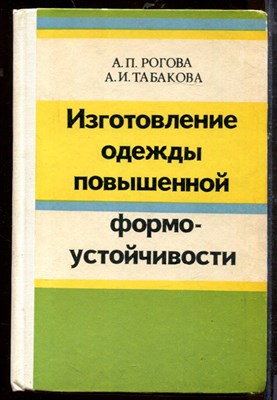 А. П. РОГОВА
А. И. ТАБАКОВА
Изготовление
одежды
повышенной
формо-
устойчивости